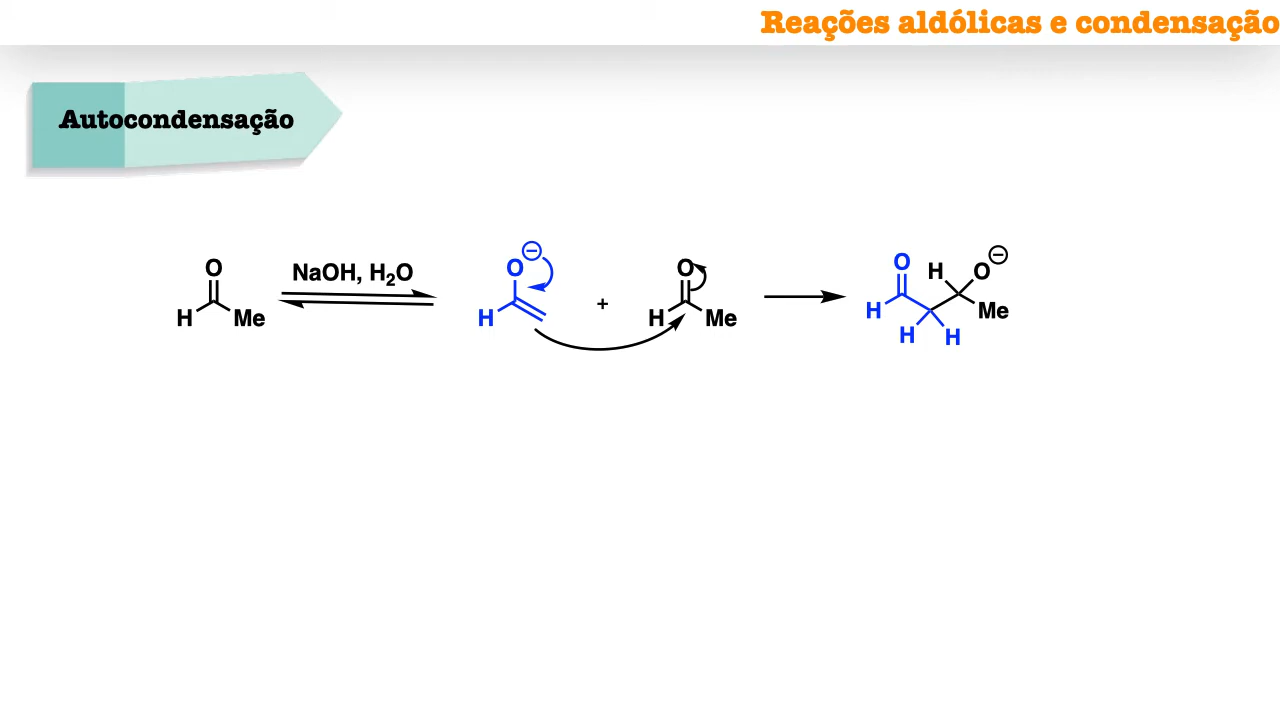 Reações aldólicas e condensação
Autocondensação
O
H Me
NaOH, H₂O
O⊖
H
+
O
H Me
O H O⊖
H Me
H H